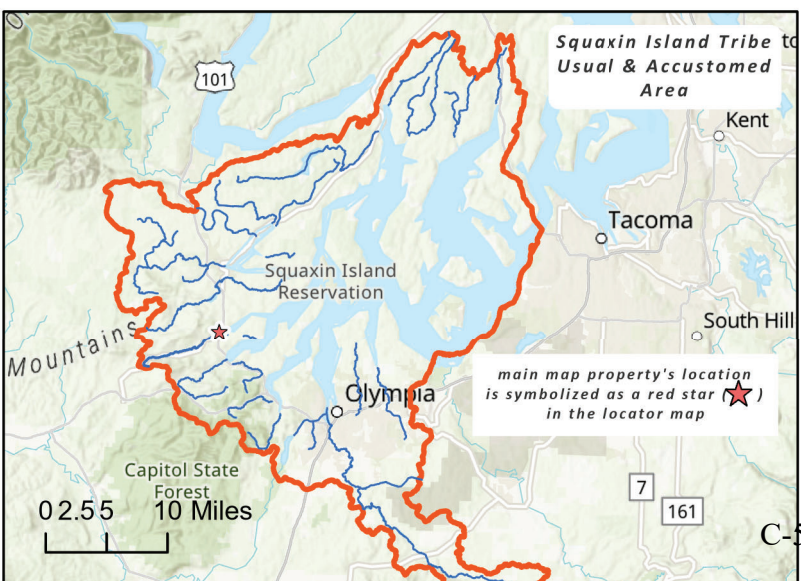 Squaxin Island Tribe
Usual & Accustomed
Area
101
Kent
Tacoma
Squaxin Island
Reservation
Mountains
South Hill
main map property's location
is symbolized as a red star ( )
in the locator map
Olympia
Capitol State
Forest
7
161
0 2.5 5 10 Miles